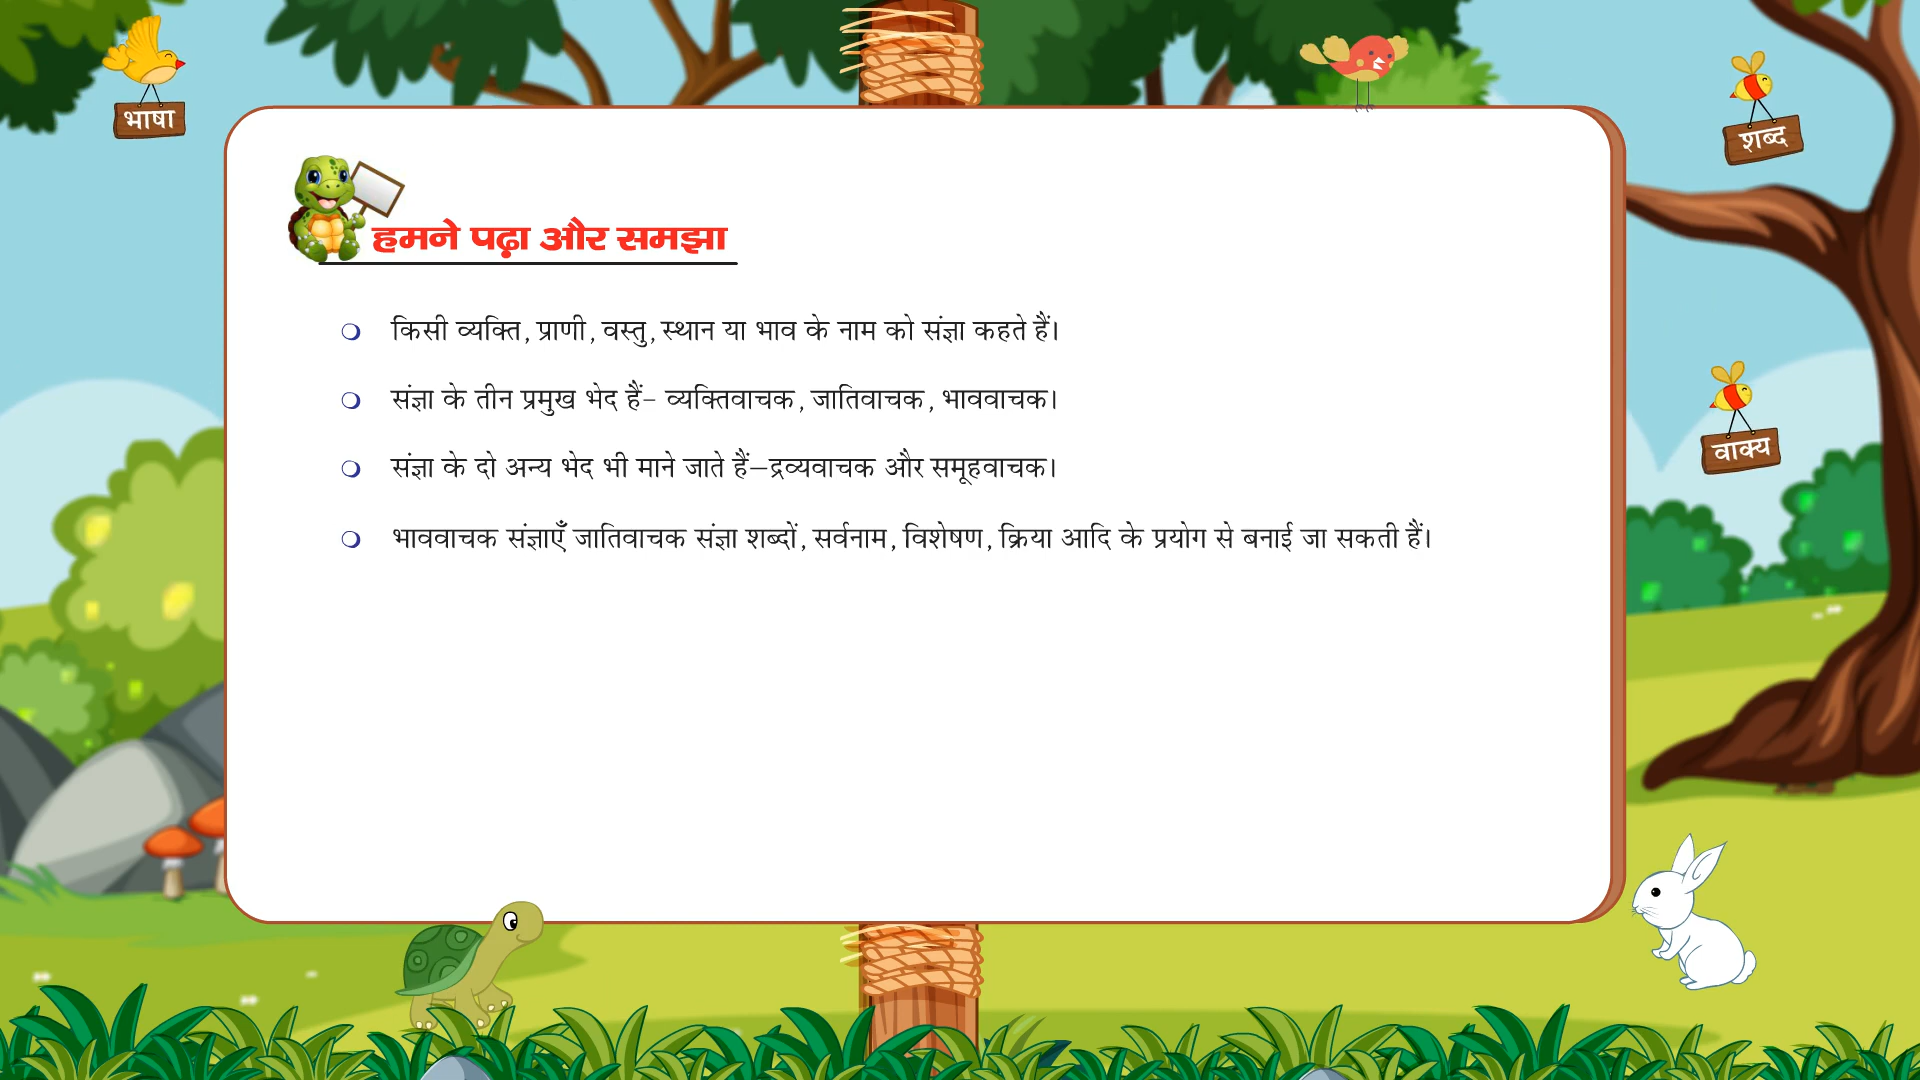 भाषा
शब्द
हमने पढ़ा और समझा
किसी व्यक्ति, प्राणी, वस्तु, स्थान या भाव के नाम को संज्ञा कहते हैं।
संज्ञा के तीन प्रमुख भेद हैं– व्यक्तिवाचक, जातिवाचक, भाववाचक।
वाक्य
संज्ञा के दो अन्य भेद भी माने जाते हैं—द्रव्यवाचक और समूहवाचक।
भाववाचक संज्ञाएँ जातिवाचक संज्ञा शब्दों, सर्वनाम, विशेषण, क्रिया आदि के प्रयोग से बनाई जा सकती हैं।